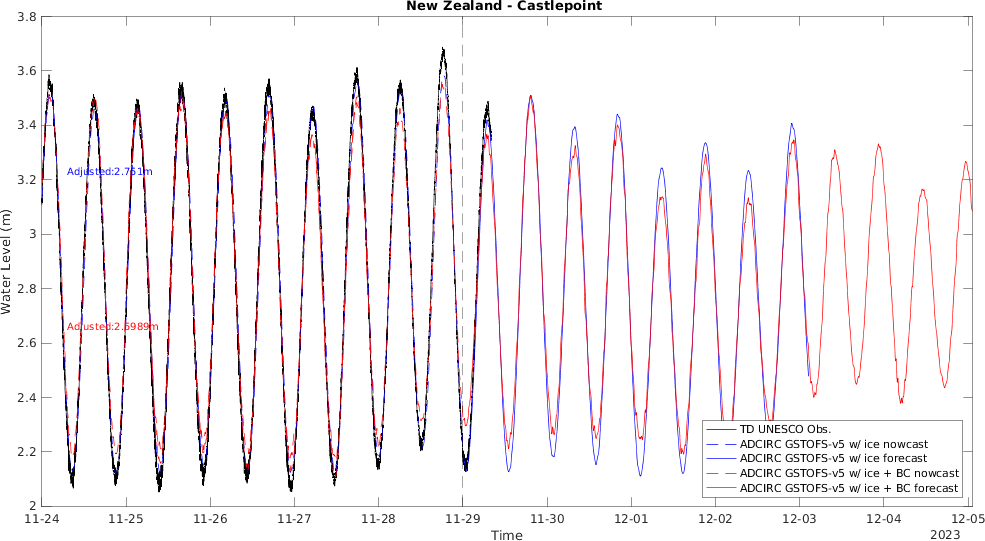 New Zealand - Castlepoint
3.8
3.6
3.4
3.2
3
2.8
2.6
2.4
2.2
2
Water Level (m)
Adjusted:2.751m
Adjusted:2.6989m
TD UNESCO Obs.
ADCIRC GSTOFS-v5 w/ ice nowcast
ADCIRC GSTOFS-v5 w/ ice forecast
ADCIRC GSTOFS-v5 w/ ice + BC nowcast
ADCIRC GSTOFS-v5 w/ ice + BC forecast
11-24 11-25 11-26 11-27 11-28 11-29 11-30 12-01 12-02 12-03 12-04 12-05
Time
2023